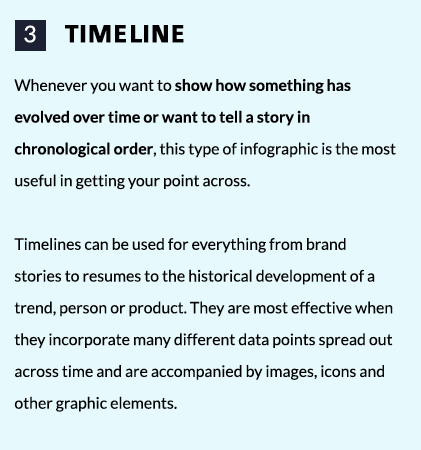 3 TIMELINE
Whenever you want to show how something has
evolved over time or want to tell a story in
chronological order, this type of infographic is the most
useful in getting your point across.
Timelines can be used for everything from brand
stories to resumes to the historical development of a
trend, person or product. They are most effective when
they incorporate many different data points spread out
across time and are accompanied by images, icons and
other graphic elements.